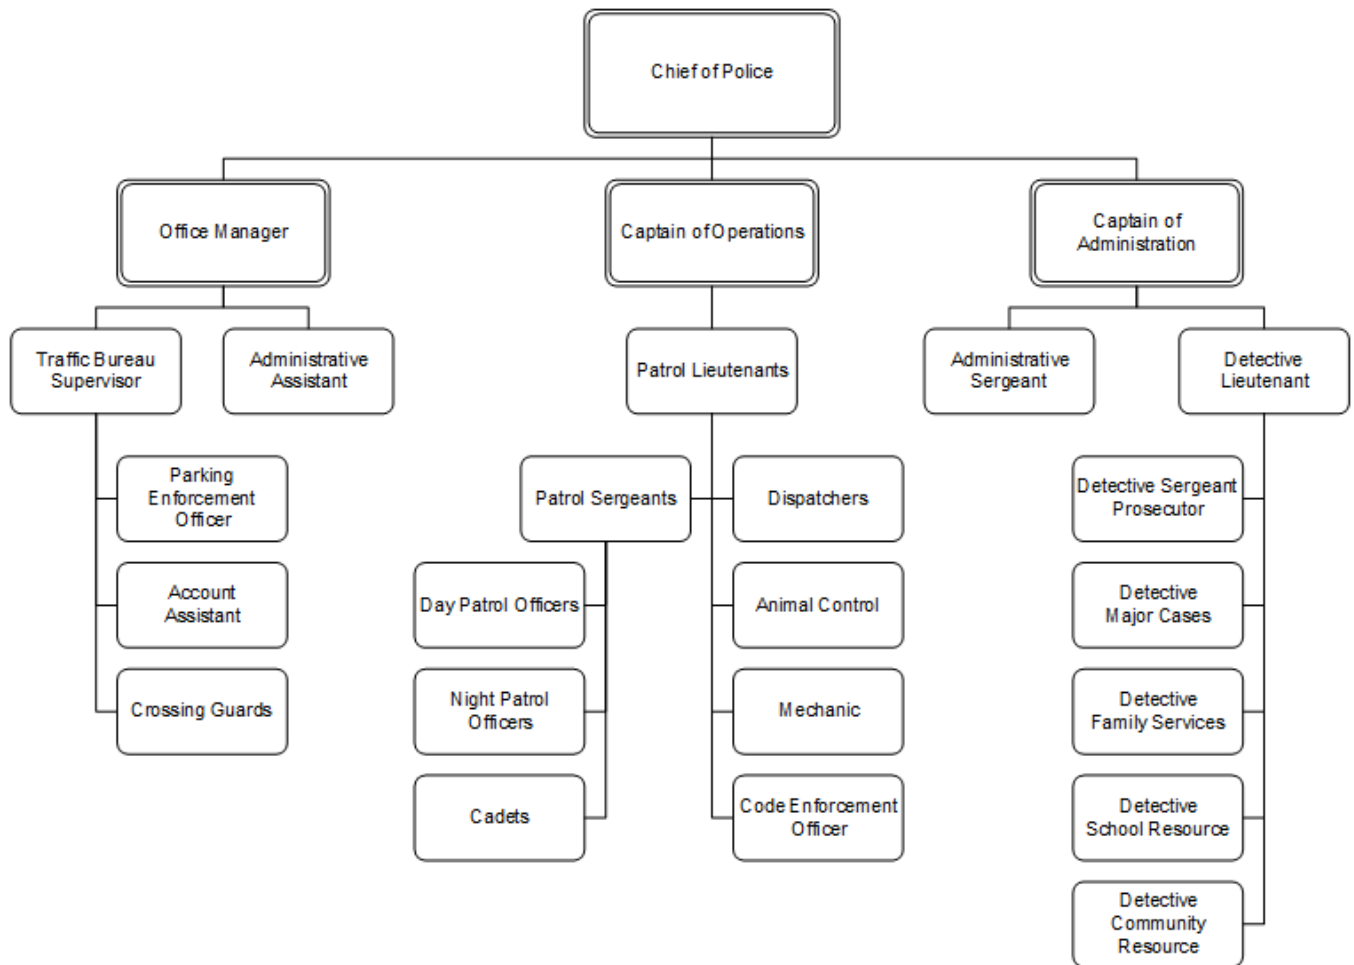 Chief of Police
Office Manager
Captain of Operations
Captain of
Administration
Traffic Bureau
Supervisor
Administrative
Assistant
Patrol Lieutenants
Administrative
Sergeant
Detective
Lieutenant
Parking
Enforcement
Officer
Patrol Sergeants
Dispatchers
Detective Sergeant
Prosecutor
Account
Assistant
Day Patrol Officers
Animal Control
Detective
Major Cases
Crossing Guards
Night Patrol
Officers
Mechanic
Detective
Family Services
Cadets
Code Enforcement
Officer
Detective
School Resource
Detective
Community
Resource